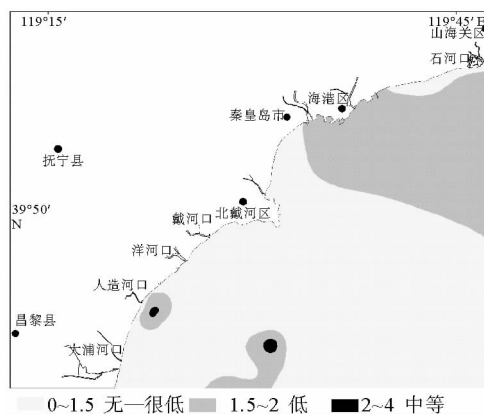 119°15′
119°45′ E
山海关区
石河口
海港区
秦皇岛市
抚宁县
39°50′
N
北戴河区
戴河口
洋河口
人造河口
昌黎县
大浦河口
0~1.5 无—很低 1.5~2 低 2~4 中等